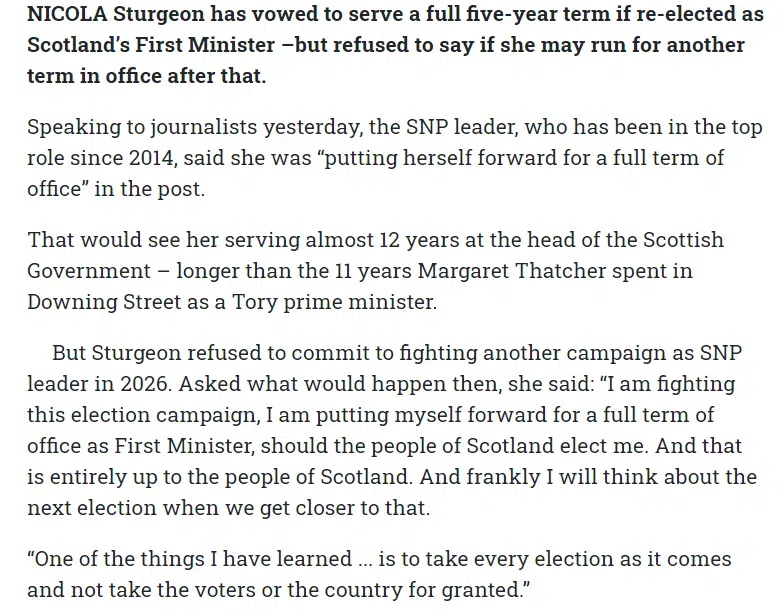 NICOLA Sturgeon has vowed to serve a full five-year term if re-elected as
Scotland’s First Minister –but refused to say if she may run for another
term in office after that.
Speaking to journalists yesterday, the SNP leader, who has been in the top
role since 2014, said she was “putting herself forward for a full term of
office” in the post.
That would see her serving almost 12 years at the head of the Scottish
Government – longer than the 11 years Margaret Thatcher spent in
Downing Street as a Tory prime minister.
But Sturgeon refused to commit to fighting another campaign as SNP
leader in 2026. Asked what would happen then, she said: “I am fighting
this election campaign, I am putting myself forward for a full term of
office as First Minister, should the people of Scotland elect me. And that
is entirely up to the people of Scotland. And frankly I will think about the
next election when we get closer to that.
“One of the things I have learned ... is to take every election as it comes
and not take the voters or the country for granted.”